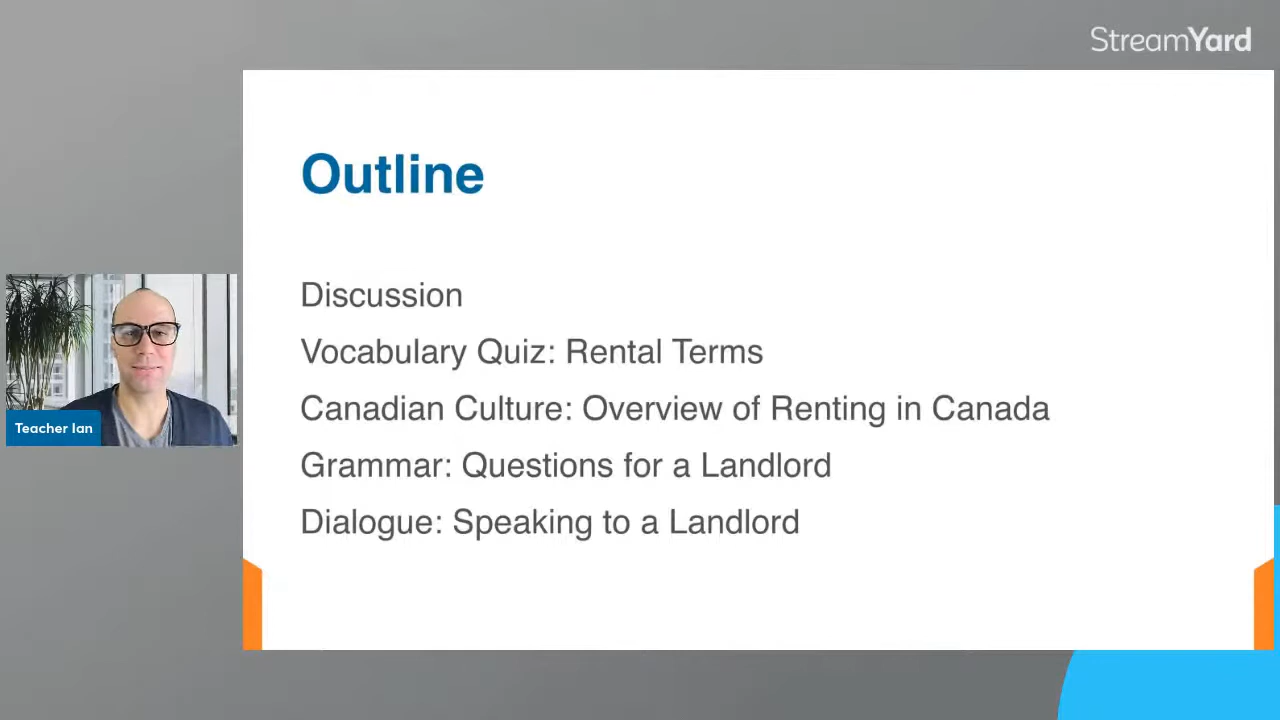 StreamYard
Outline
Discussion
Vocabulary Quiz: Rental Terms
Canadian Culture: Overview of Renting in Canada
Grammar: Questions for a Landlord
Dialogue: Speaking to a Landlord
Teacher Ian